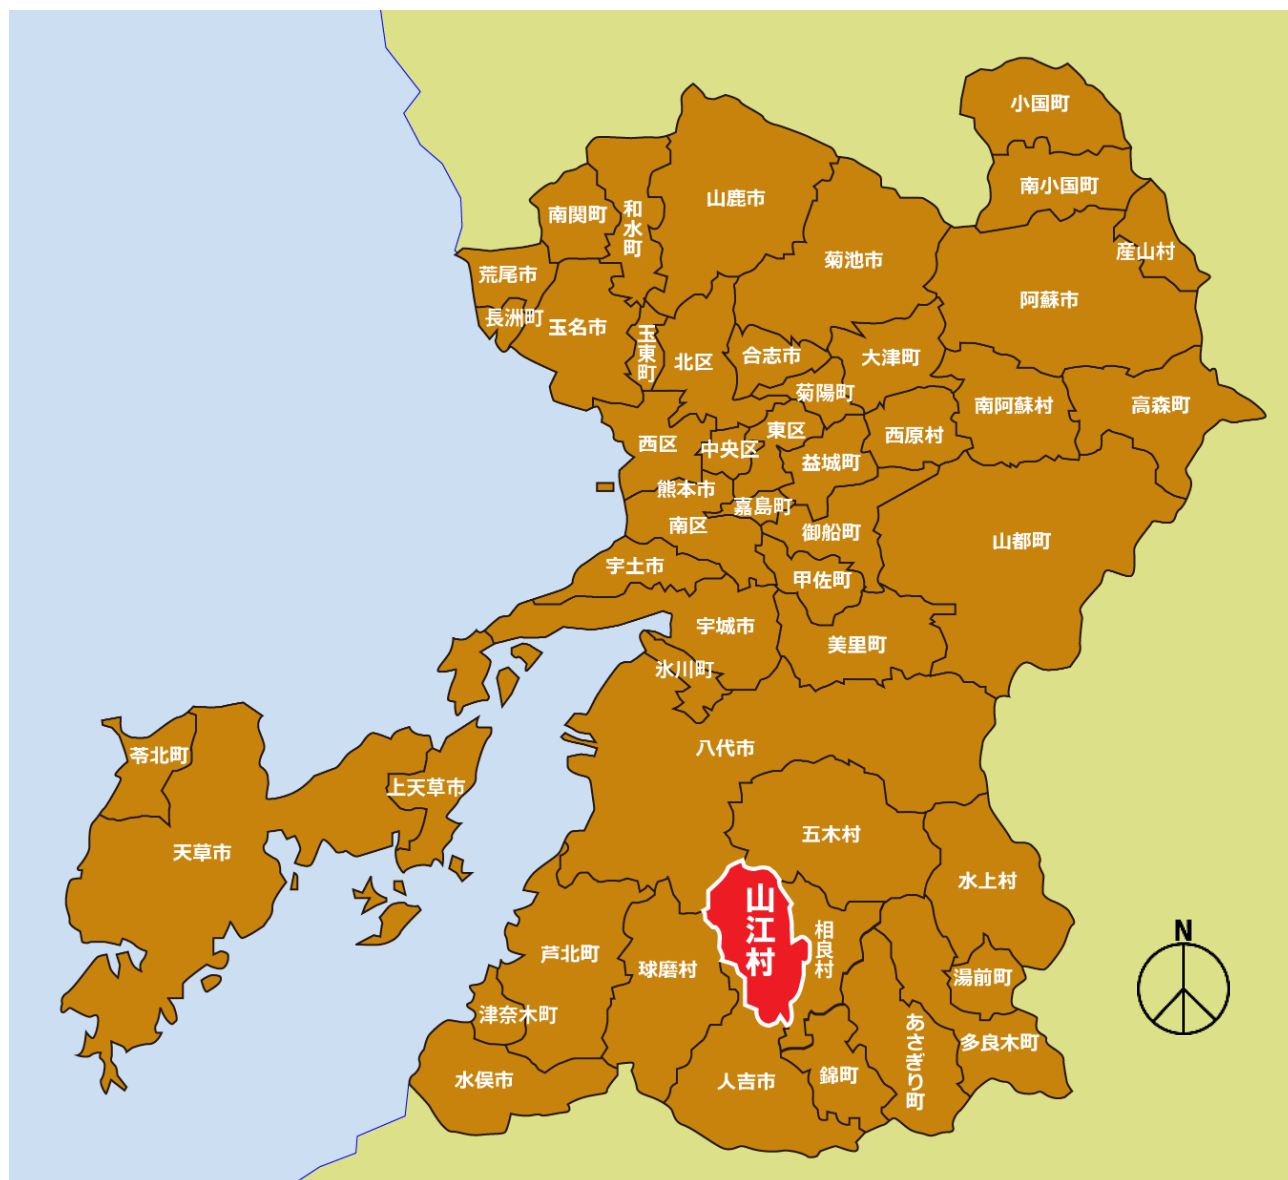 小国町
南小国町
産山村
阿蘇市
山鹿市
菊池市
和水町
南関町
荒尾市
長洲町
玉名市
玉東町
北区
合志市
大津町
菊陽町
南阿蘇村
高森町
西原村
東区
中央区
西区
益城町
熊本市
嘉島町
南区
御船町
山都町
宇土市
甲佐町
宇城市
美里町
氷川町
八代市
苓北町
上天草市
天草市
五木村
水上村
山江村
相良村
芦北町
球磨村
湯前町
津奈木町
あさぎり町
多良木町
水俣市
人吉市
錦町
N